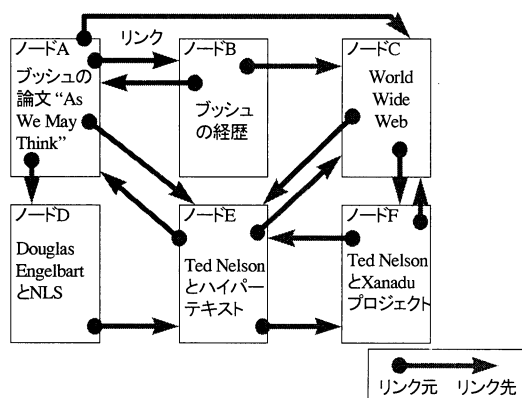 ノードA
ブッシュの
論文“As
We May
Think”
リンク
ノードB
ブッシュ
の経歴
ノードC
World
Wide
Web
ノードD
Douglas
Engelbart
とNLS
ノードE
Ted Nelson
とハイパー
テキスト
ノードF
Ted Nelson
とXanadu
プロジェクト
リンク元 リンク先